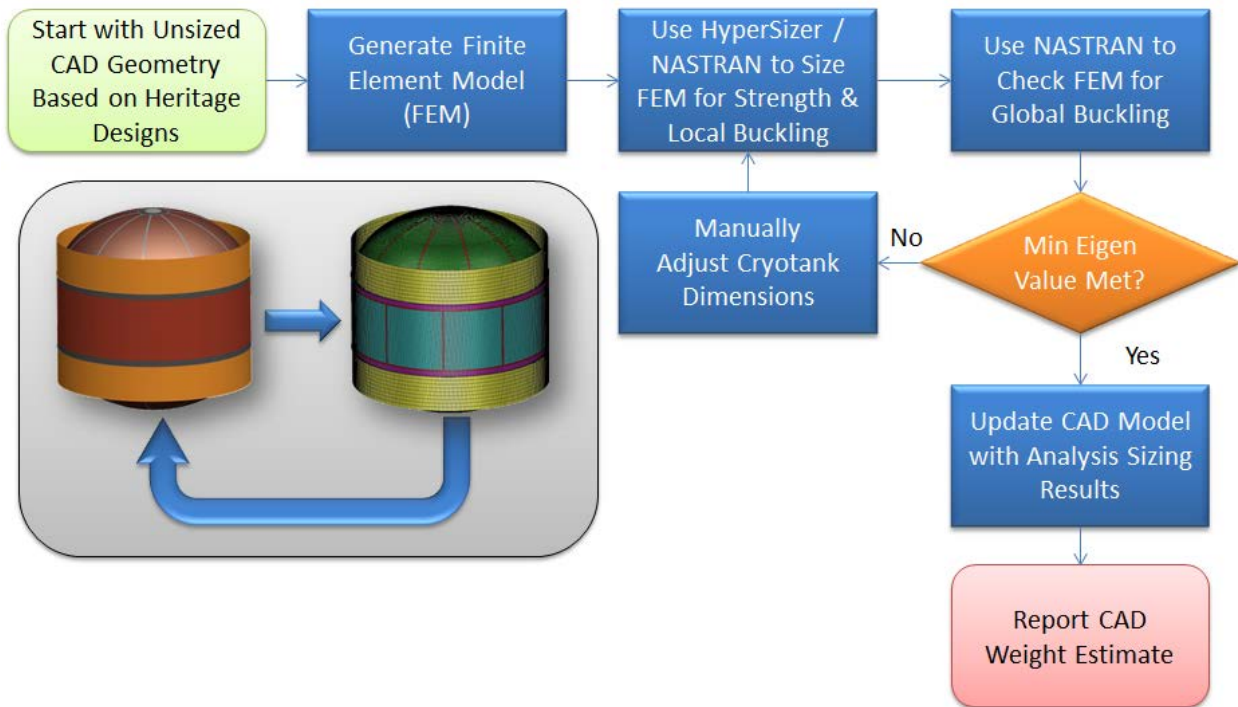 Start with Unsized
CAD Geometry
Based on Heritage
Designs
Generate Finite
Element Model
(FEM)
Use HyperSizer /
NASTRAN to Size
FEM for Strength &
Local Buckling
Use NASTRAN to
Check FEM for
Global Buckling
Min Eigen
Value Met?
No
Manually
Adjust Cryotank
Dimensions
Yes
Update CAD Model
with Analysis Sizing
Results
Report CAD
Weight Estimate